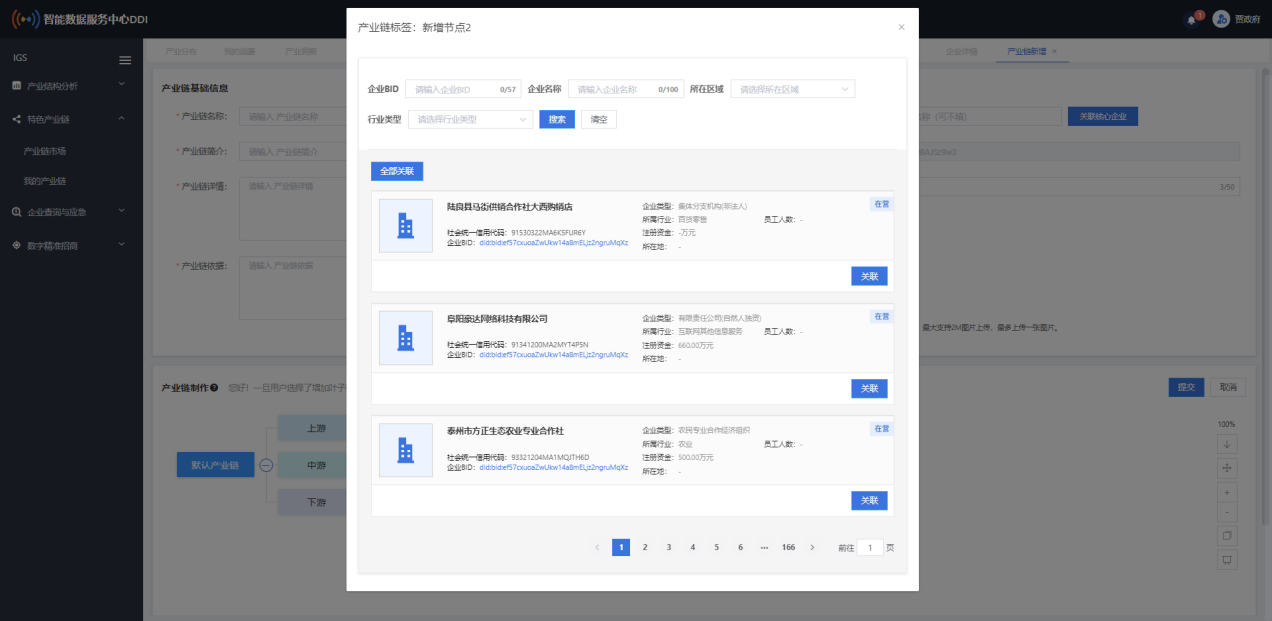 智能数据服务中心DDI
1
贾政府
IGS
产业结构分析
特色产业链
产业链市场
我的产业链
企业查询与应急
数字精准招商
产业分布
产业洞察
企业详情
产业链新增 ×
产业链基础信息
* 产业链名称: 请输入 产业链名称
称（可不填）
关联核心企业
* 产业链简介: 请输入 产业链简介
* 产业链详情: 请输入 产业链详情
3/50
* 产业链依据: 请输入 产业链依据
最大支持2M图片上传，最多上传一张图片。
产业链制作 您好！一旦用户选择了增加叶子
提交
取消
默认产业链
上游
中游
下游
100%
产业链标签：新增节点2
×
企业BID 请输入企业BID 0/57 企业名称 请输入企业名称 0/100 所在区域 请选择所在区域
行业类型 请选择行业类型 搜索 清空
全部关联
陆良县马街供销合作社大西购销店
社会统一信用代码: 91530322MA6K5FUR6Y
企业BID: did:bid:ef57cxuoaZwUkw14a8mELjz2ngruMqXz
企业类型: 集体分支机构(非法人)
所属行业: 百货零售 员工人数: -
注册资金: -万元
所在地: -
在营
关联
阜阳豪达网络科技有限公司
社会统一信用代码: 91341200MA2MYT4P5N
企业BID: did:bid:ef57cxuoaZwUkw14a8mELjz2ngruMqXz
企业类型: 有限责任公司(自然人独资)
所属行业: 互联网其他信息服务 员工人数: -
注册资金: 660.00万元
所在地: -
在营
关联
泰州市方正生态农业专业合作社
社会统一信用代码: 93321204MA1MQJTH6D
企业BID: did:bid:ef57cxuoaZwUkw14a8mELjz2ngruMqXz
企业类型: 农民专业合作经济组织
所属行业: 农业 员工人数: -
注册资金: 500.00万元
所在地: -
在营
关联
< 1 2 3 4 5 6 ••• 166 > 前往 1 页